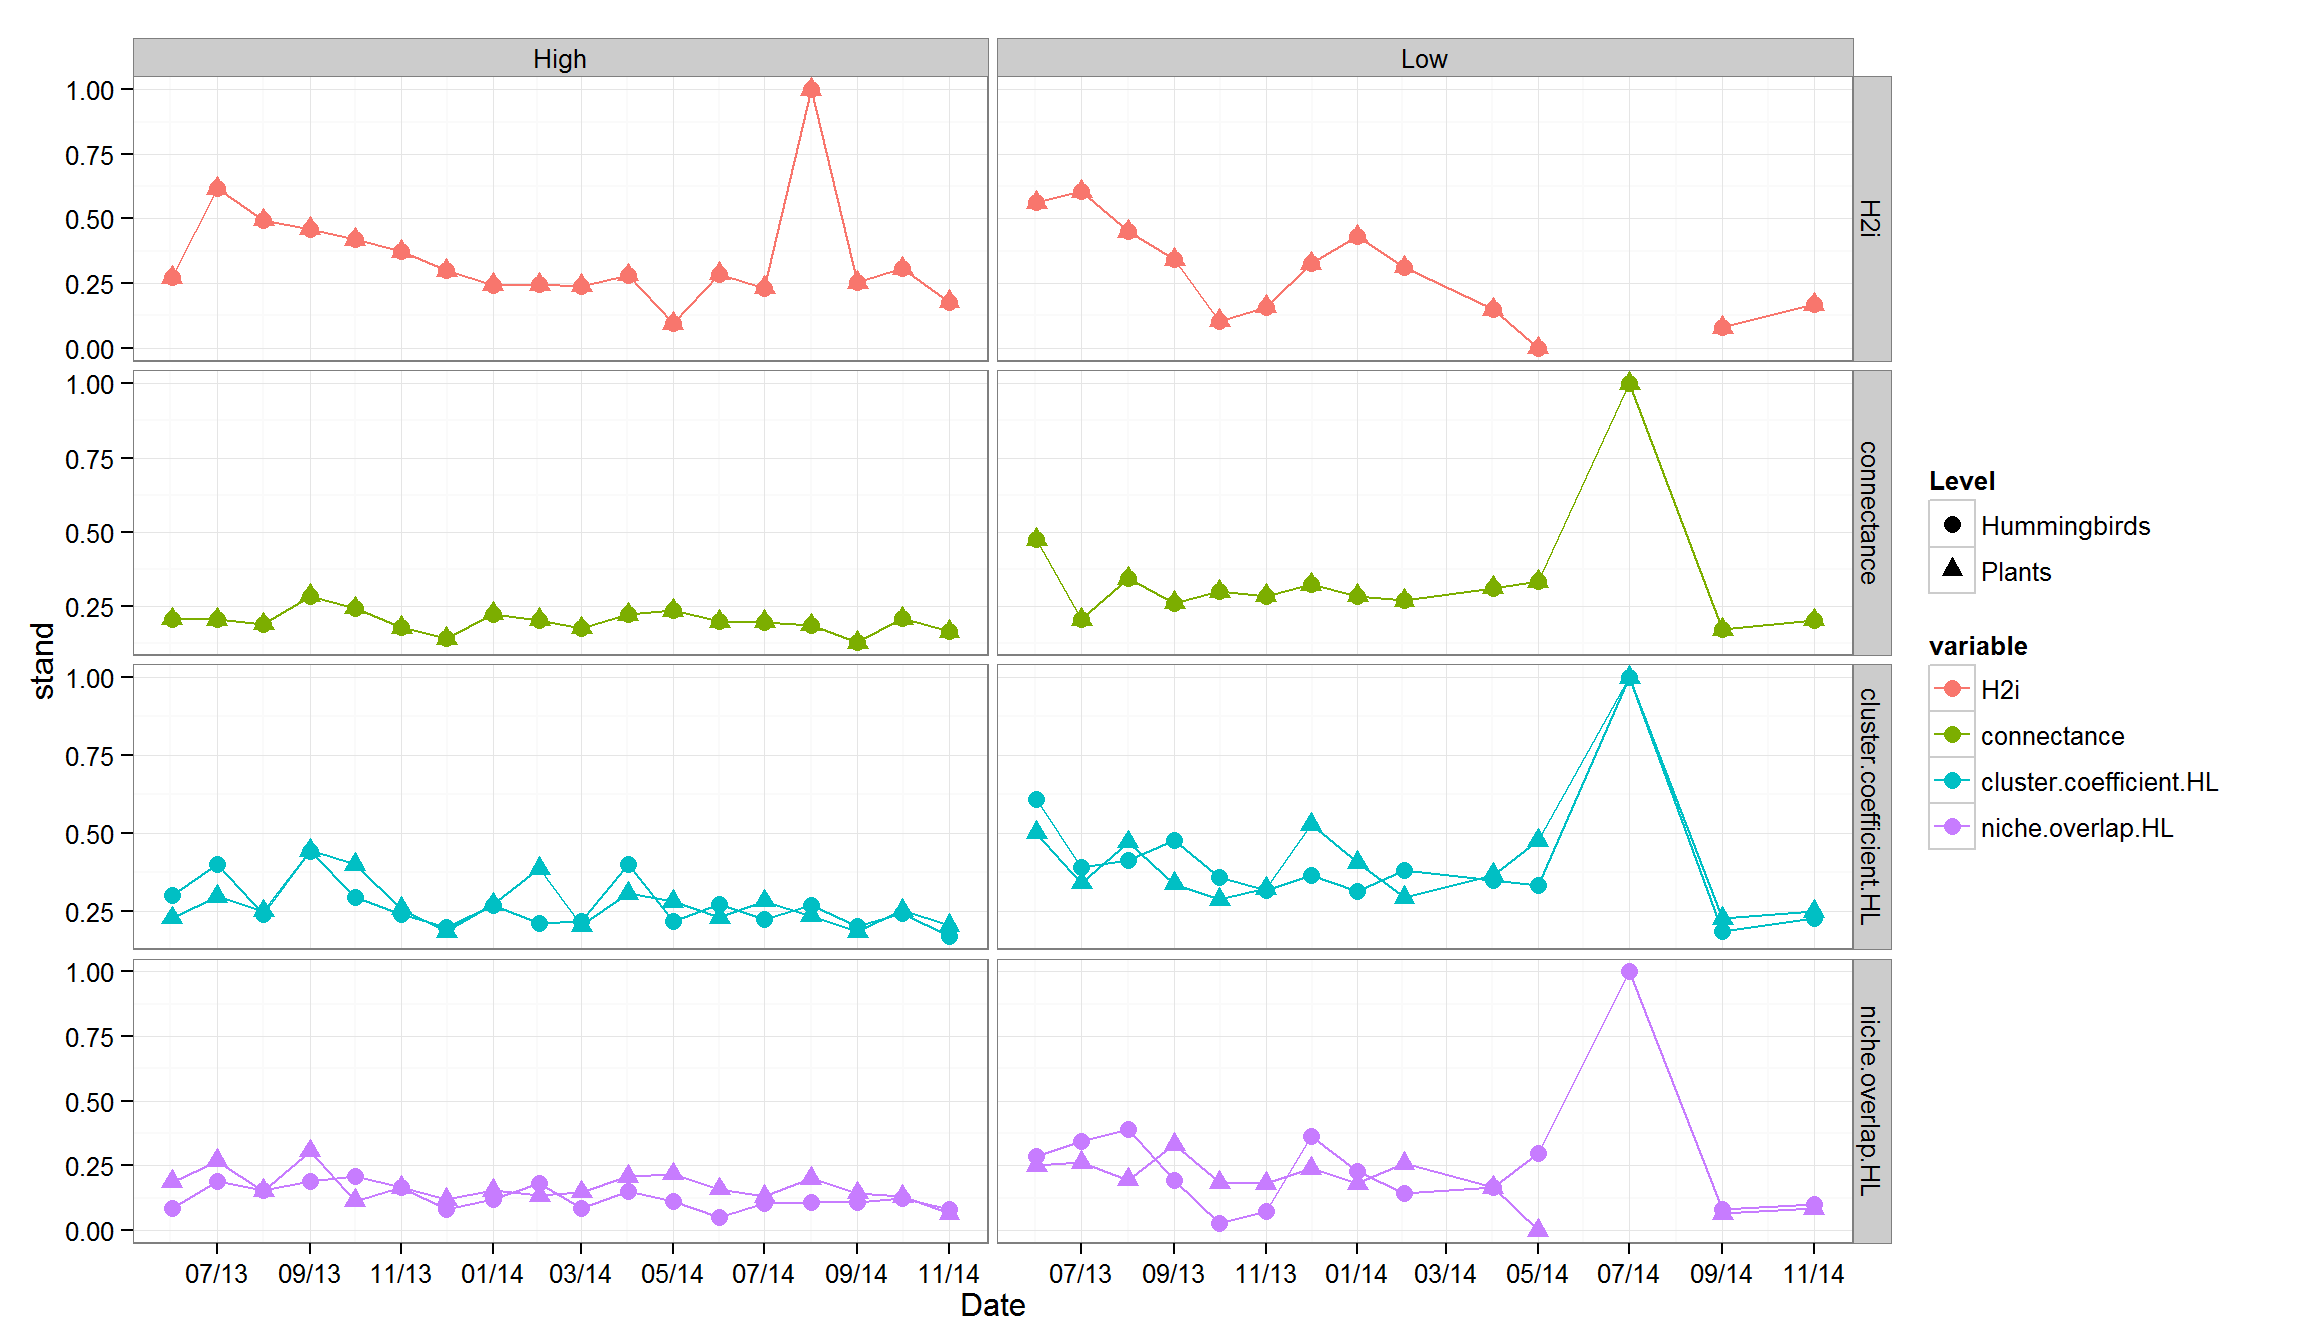 High
Low
1.00
0.75
0.50
0.25
0.00
H2i
1.00
0.75
0.50
0.25
connectance
1.00
0.75
0.50
0.25
cluster.coefficient.HL
1.00
0.75
0.50
0.25
0.00
niche.overlap.HL
stand
07/13 09/13 11/13 01/14 03/14 05/14 07/14 09/14 11/14
07/13 09/13 11/13 01/14 03/14 05/14 07/14 09/14 11/14
Date
Level
Hummingbirds
Plants
variable
H2i
connectance
cluster.coefficient.HL
niche.overlap.HL